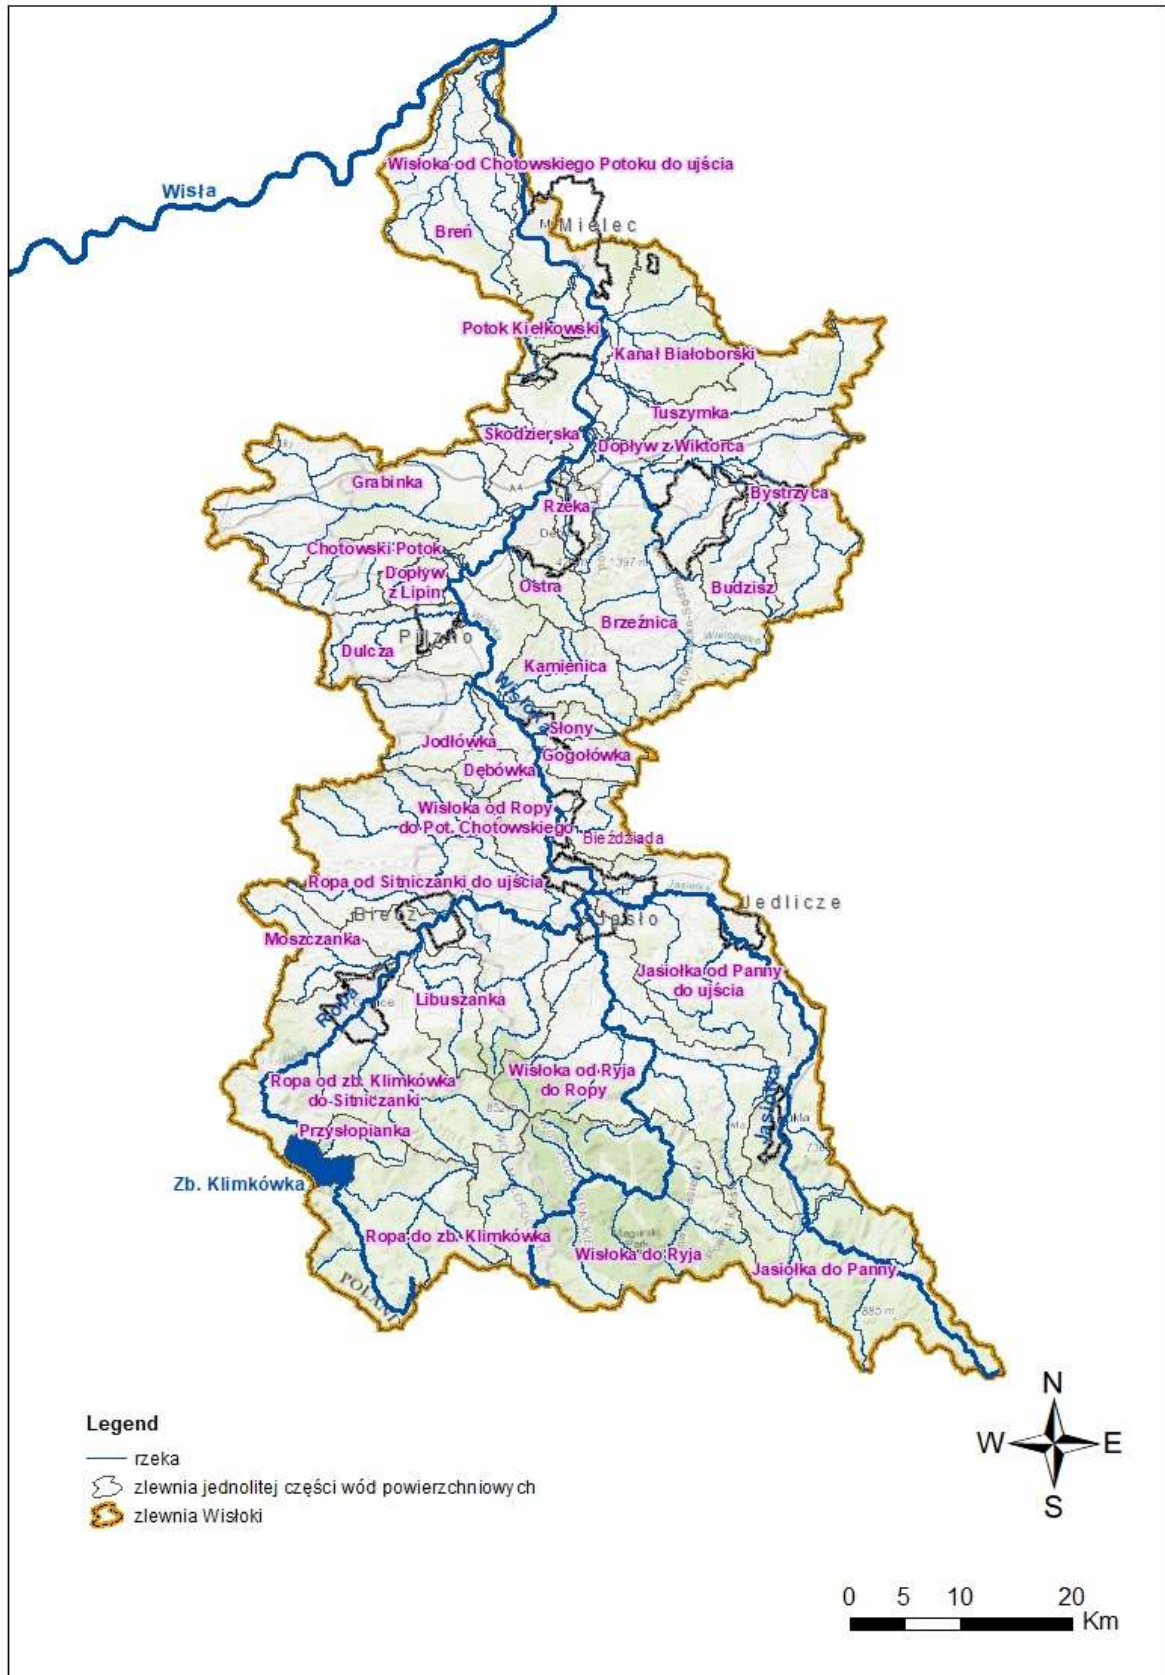 Wisła
Wisłoka od Chotowskiego Potoku do ujścia
Mielec
Breń
Potok Kiełkowski
Kanał Białoborski
Tuszymka
Skodzierska
Dopływ z Wiktorca
Grabinka
A4
Rzeka
Bystrzyca
Chotowski Potok
Dopływ
z Lipin
Ostra
397 m
Budzisz
Brzeźnica
Pilzno
Dulcza
Kamienica
Wisłoka
Słony
Jodłówka
Gogołówka
Dębówka
Wisłoka od Ropy
do Pot. Chotowskiego
Bieździada
Ropa od Sitniczanki do ujścia
Jasiołka
Biecz
Jasło
Jedlicze
Moszczanka
Jasiołka od Panny
do ujścia
Ropa
Libuszanka
Wisłoka od Ryja
do Ropy
Ropa od zb. Klimkówka
do Sitniczanki
852 m
Jasiołka
Przysłopianka
Zb. Klimkówka
Ropa do zb. Klimkówka
Wisłoka do Ryja
Jasiołka do Panny
POLAND
885 m
N
W
E
S
Legend
rzeka
zlewnia jednolitej części wód powierzchniowych
zlewnia Wisłoki
0 5 10 20
Km